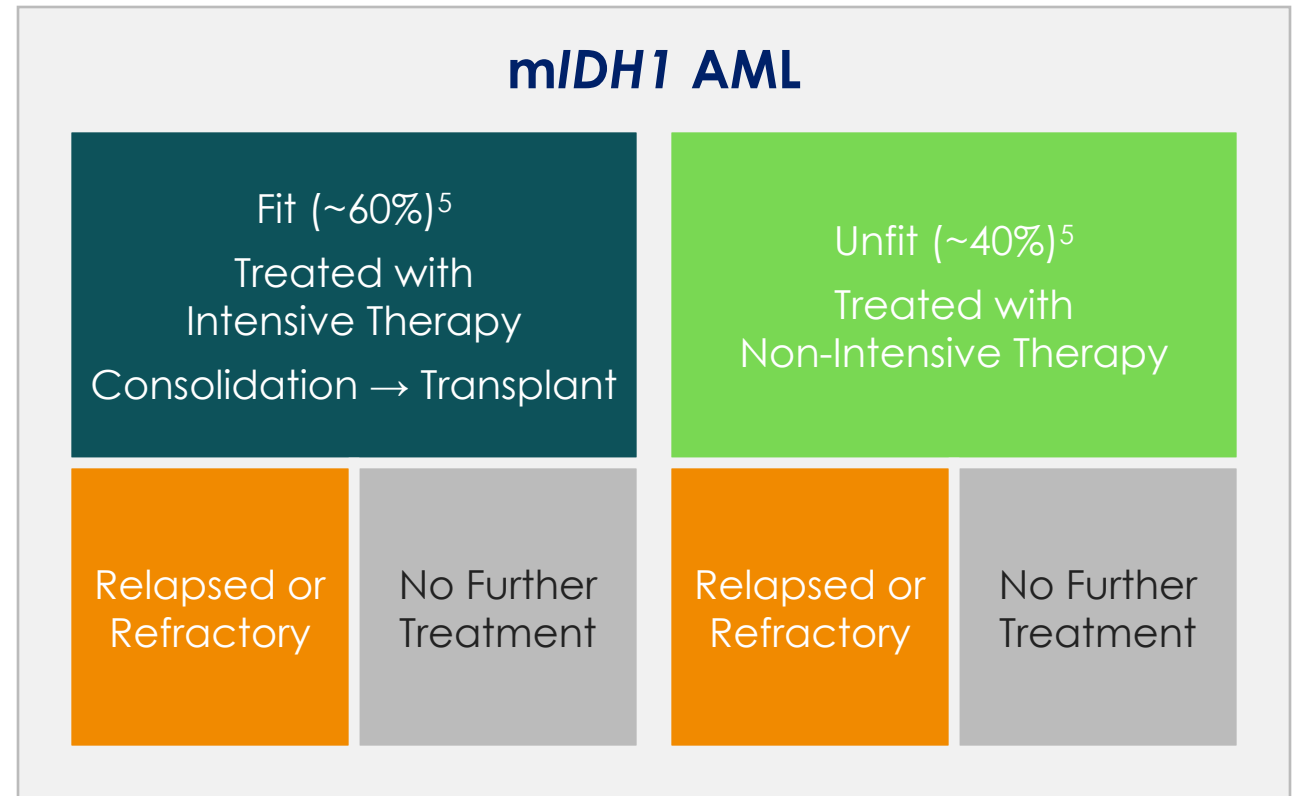 mIDH1 AML
Fit (~60%)⁵
Treated with
Intensive Therapy
Consolidation → Transplant
Unfit (~40%)⁵
Treated with
Non-Intensive Therapy
Relapsed or
Refractory
No Further
Treatment
Relapsed or
Refractory
No Further
Treatment